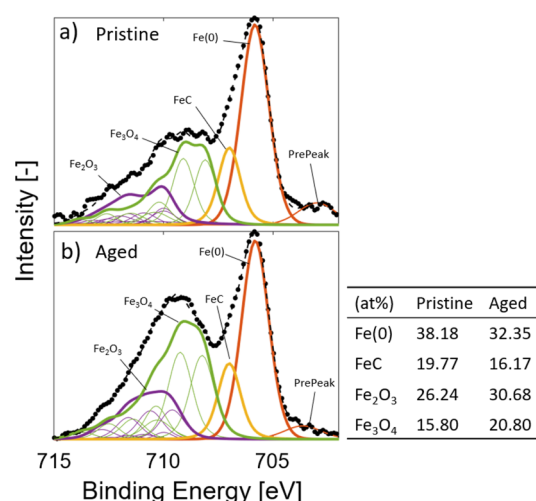 a) Pristine
Fe(0)
FeC
Fe₃O₄
Fe₂O₃
PrePeak
b) Aged
Fe(0)
Fe₃O₄
FeC
Fe₂O₃
PrePeak
Intensity [-]
715 710 705
Binding Energy [eV]
(at%) Pristine Aged
Fe(0) 38.18 32.35
FeC 19.77 16.17
Fe₂O₃ 26.24 30.68
Fe₃O₄ 15.80 20.80